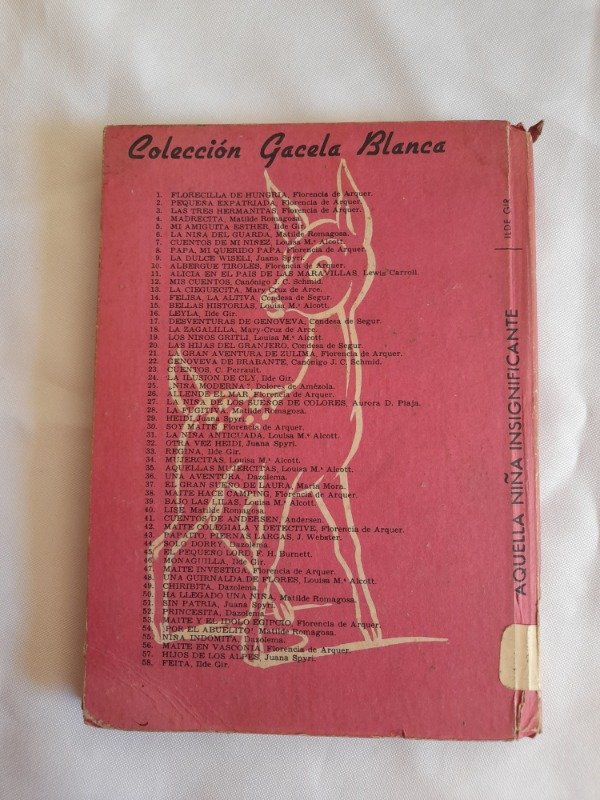 Colección Gacela Blanca
1. FLORECILLA DE HUNGRIA, Florencia de Arquer.
2. PEQUEÑA EXPATRIADA, Florencia de Arquer.
3. LAS TRES HERMANITAS, Florencia de Arquer.
4. MADRECITA, Matilde Romagosa.
5. MI AMIGUITA ESTHER, Ilde Gir.
6. LA NIÑA DEL GUARDA, Matilde Romagosa.
7. CUENTOS DE MI NIÑEZ, Louisa M.ª Alcott.
8. PAPA, MI QUERIDO PAPA, Florencia de Arquer.
9. LA DULCE WISELI, Juana Spyri.
10. ALBERGUE TIROLES, Florencia de Arquer.
11. ALICIA EN EL PAIS DE LAS MARAVILLAS, Lewis Carroll.
12. MIS CUENTOS, Canónigo J. C. Schmid.
13. LA CIEGUECITA, Mary-Cruz de Arce.
14. FELISA, LA ALTIVA, Condesa de Segur.
15. BELLAS HISTORIAS, Louisa M.ª Alcott.
16. LEYLA, Ilde Gir.
17. DESVENTURAS DE GENOVEVA, Condesa de Segur.
18. LA ZAGALILLA, Mary-Cruz de Arce.
19. LOS NIÑOS GRITLI, Louisa M.ª Alcott.
20. LAS HIJAS DEL GRANJERO, Condesa de Segur.
21. LA GRAN AVENTURA DE ZULIMA, Florencia de Arquer.
22. GENOVEVA DE BRABANTE, Canónigo J. C. Schmid.
23. CUENTOS, C. Perrault.
24. LA ILUSION DE CLY, Ilde Gir.
25. ¡NIÑA MODERNA!, Dolores de Amézola.
26. ALLENDE EL MAR, Florencia de Arquer.
27. LA NIÑA DE LOS SUEÑOS DE COLORES, Aurora D. Plaja.
28. LA FUGITIVA, Matilde Romagosa.
29. HEIDI, Juana Spyri.
30. SOY MAITE, Florencia de Arquer.
31. LA NIÑA ANTICUADA, Louisa M.ª Alcott.
32. OTRA VEZ HEIDI, Juana Spyri.
33. REGINA, Ilde Gir.
34. MUJERCITAS, Louisa M.ª Alcott.
35. AQUELLAS MUJERCITAS, Louisa M.ª Alcott.
36. UNA AVENTURA, Dazolema.
37. EL GRAN SUEÑO DE LAURA, María Mora.
38. MAITE HACE CAMPING, Florencia de Arquer.
39. BAJO LAS LILAS, Louisa M.ª Alcott.
40. LISE, Matilde Romagosa.
41. CUENTOS DE ANDERSEN, Andersen.
42. MAITE COLEGIALA Y DETECTIVE, Florencia de Arquer.
43. PAPAITO, PIERNAS LARGAS, J. Webster.
44. SOLO DORRY, Dazolema.
45. EL PEQUEÑO LORD, F. H. Burnett.
46. MONAGUILLA, Ilde Gir.
47. MAITE INVESTIGA, Florencia de Arquer.
48. UNA GUIRNALDA DE FLORES, Louisa M.ª Alcott.
49. CHIRIBITA, Dazolema.
50. HA LLEGADO UNA NIÑA, Matilde Romagosa.
51. SIN PATRIA, Juana Spyri.
52. PRINCESITA, Dazolema.
53. MAITE Y EL IDOLO EGIPCIO, Florencia de Arquer.
54. ¡POR EL ABUELITO!, Matilde Romagosa.
55. NIÑA INDOMITA, Dazolema.
56. MAITE EN VASCONIA, Florencia de Arquer.
57. HIJOS DE LOS ALPES, Juana Spyri.
58. FEITA, Ilde Gir.
AQUELLA NIÑA INSIGNIFICANTE
ILDE GIR